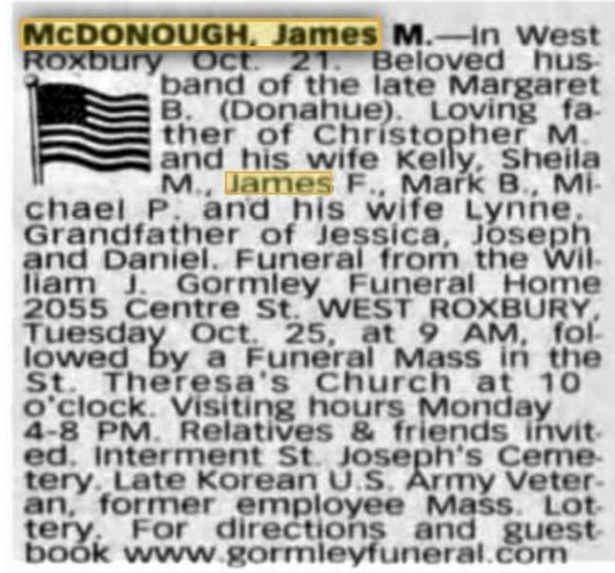 McDONOUGH, James M.—In West
Roxbury Oct. 21. Beloved hus-
band of the late Margaret
B. (Donahue). Loving fa-
ther of Christopher M.
and his wife Kelly, Sheila
M., James F., Mark B., Mi-
chael P. and his wife Lynne.
Grandfather of Jessica, Joseph
and Daniel. Funeral from the Wil-
liam J. Gormley Funeral Home
2055 Centre St. WEST ROXBURY,
Tuesday Oct. 25, at 9 AM, fol-
lowed by a Funeral Mass in the
St. Theresa's Church at 10
o'clock. Visiting hours Monday
4-8 PM. Relatives & friends invit-
ed. Interment St. Joseph's Ceme-
tery. Late Korean U.S. Army Veter-
an, former employee Mass. Lot-
tery. For directions and guest-
book www.gormleyfuneral.com